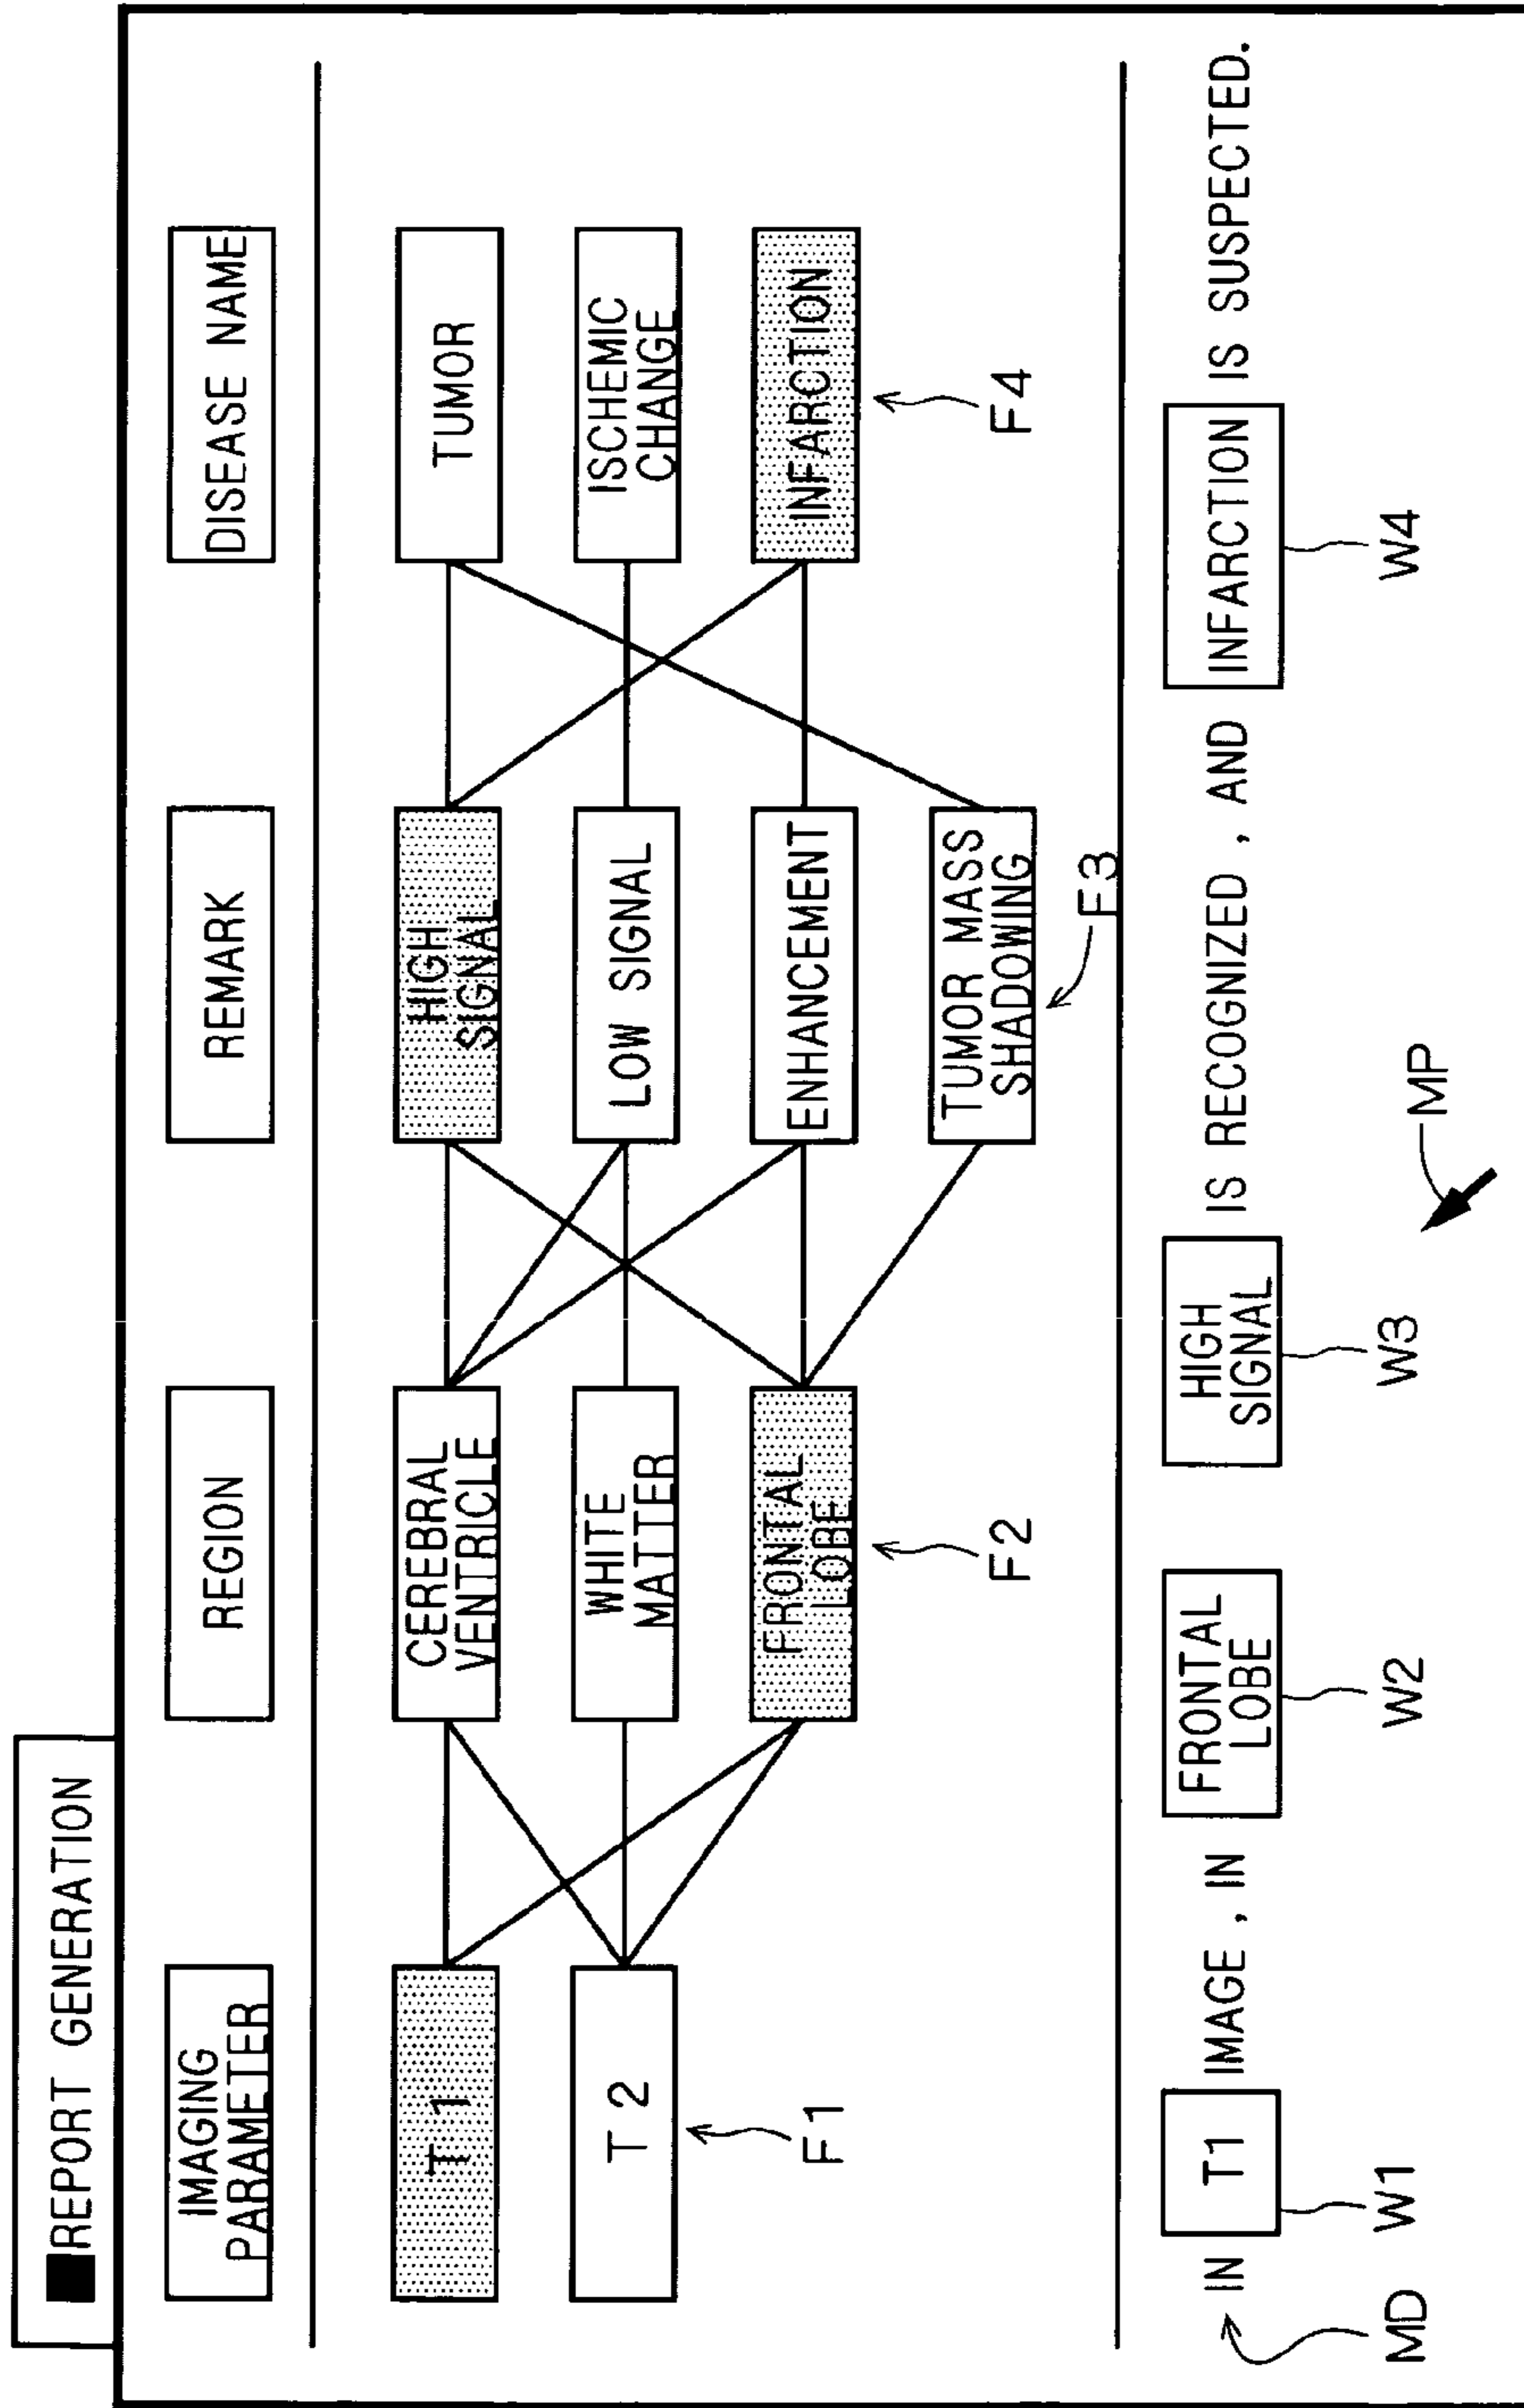 ■REPORT GENERATION
IMAGING
PARAMETER
REGION
REMARK
DISEASE NAME
T 1
T 2
F1
CEREBRAL
VENTRICLE
WHITE
MATTER
FRONTAL
LOBE
F2
HIGH
SIGNAL
LOW SIGNAL
ENHANCEMENT
TUMOR MASS
SHADOWING
F3
TUMOR
ISCHEMIC
CHANGE
INFARCTION
F4
IN T1 IMAGE, IN FRONTAL LOBE HIGH SIGNAL IS RECOGNIZED, AND INFARCTION IS SUSPECTED.
MD
W1
W2
W3
MP
W4